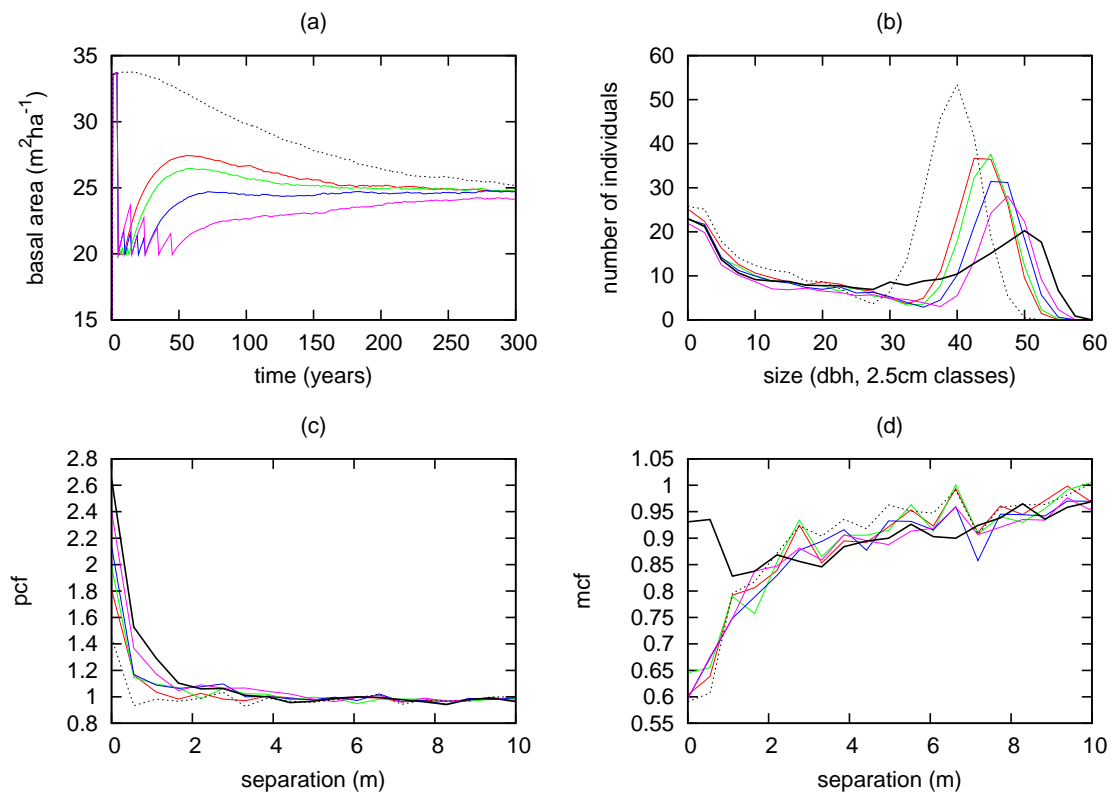 (a)
35
30
25
20
15
0 50 100 150 200 250 300
basal area (m²ha⁻¹)
time (years)
(b)
60
50
40
30
20
10
0
0 10 20 30 40 50 60
number of individuals
size (dbh, 2.5cm classes)
(c)
2.8
2.6
2.4
2.2
2
1.8
1.6
1.4
1.2
1
0.8
0 2 4 6 8 10
pcf
separation (m)
(d)
1.05
1
0.95
0.9
0.85
0.8
0.75
0.7
0.65
0.6
0.55
0 2 4 6 8 10
mcf
separation (m)